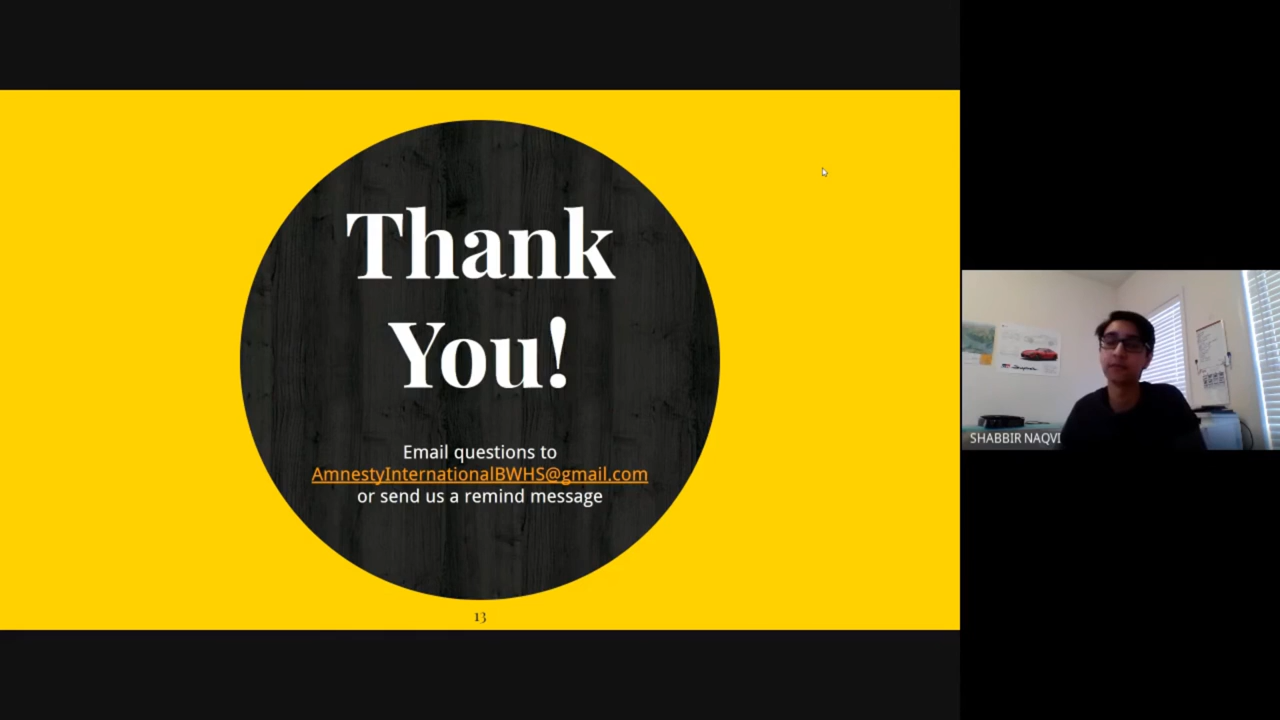 Thank
You!
Email questions to
AmnestyInternationalBWHS@gmail.com
or send us a remind message
13
SHABBIR NAQVI